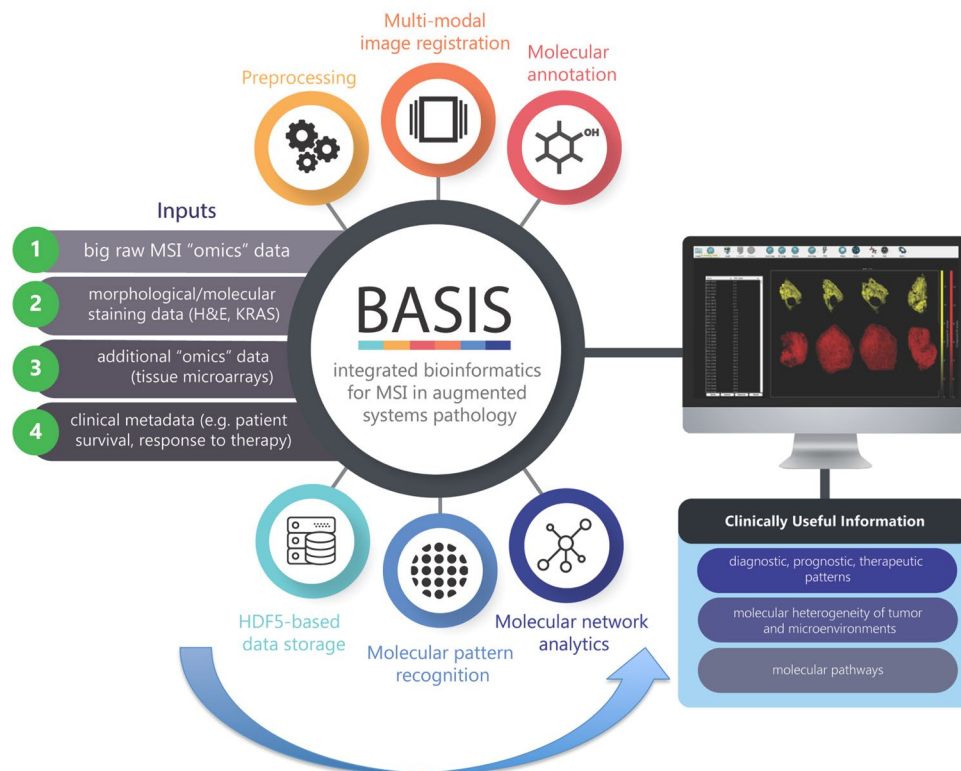 Multi-modal
image registration
Preprocessing
Molecular
annotation
OH
Inputs
1
big raw MSI “omics” data
2
morphological/molecular
staining data (H&E, KRAS)
3
additional “omics” data
(tissue microarrays)
4
clinical metadata (e.g. patient
survival, response to therapy)
BASIS
integrated bioinformatics
for MSI in augmented
systems pathology
HDF5-based
data storage
Molecular pattern
recognition
Molecular network
analytics
Clinically Useful Information
diagnostic, prognostic, therapeutic
patterns
molecular heterogeneity of tumor
and microenvironments
molecular pathways